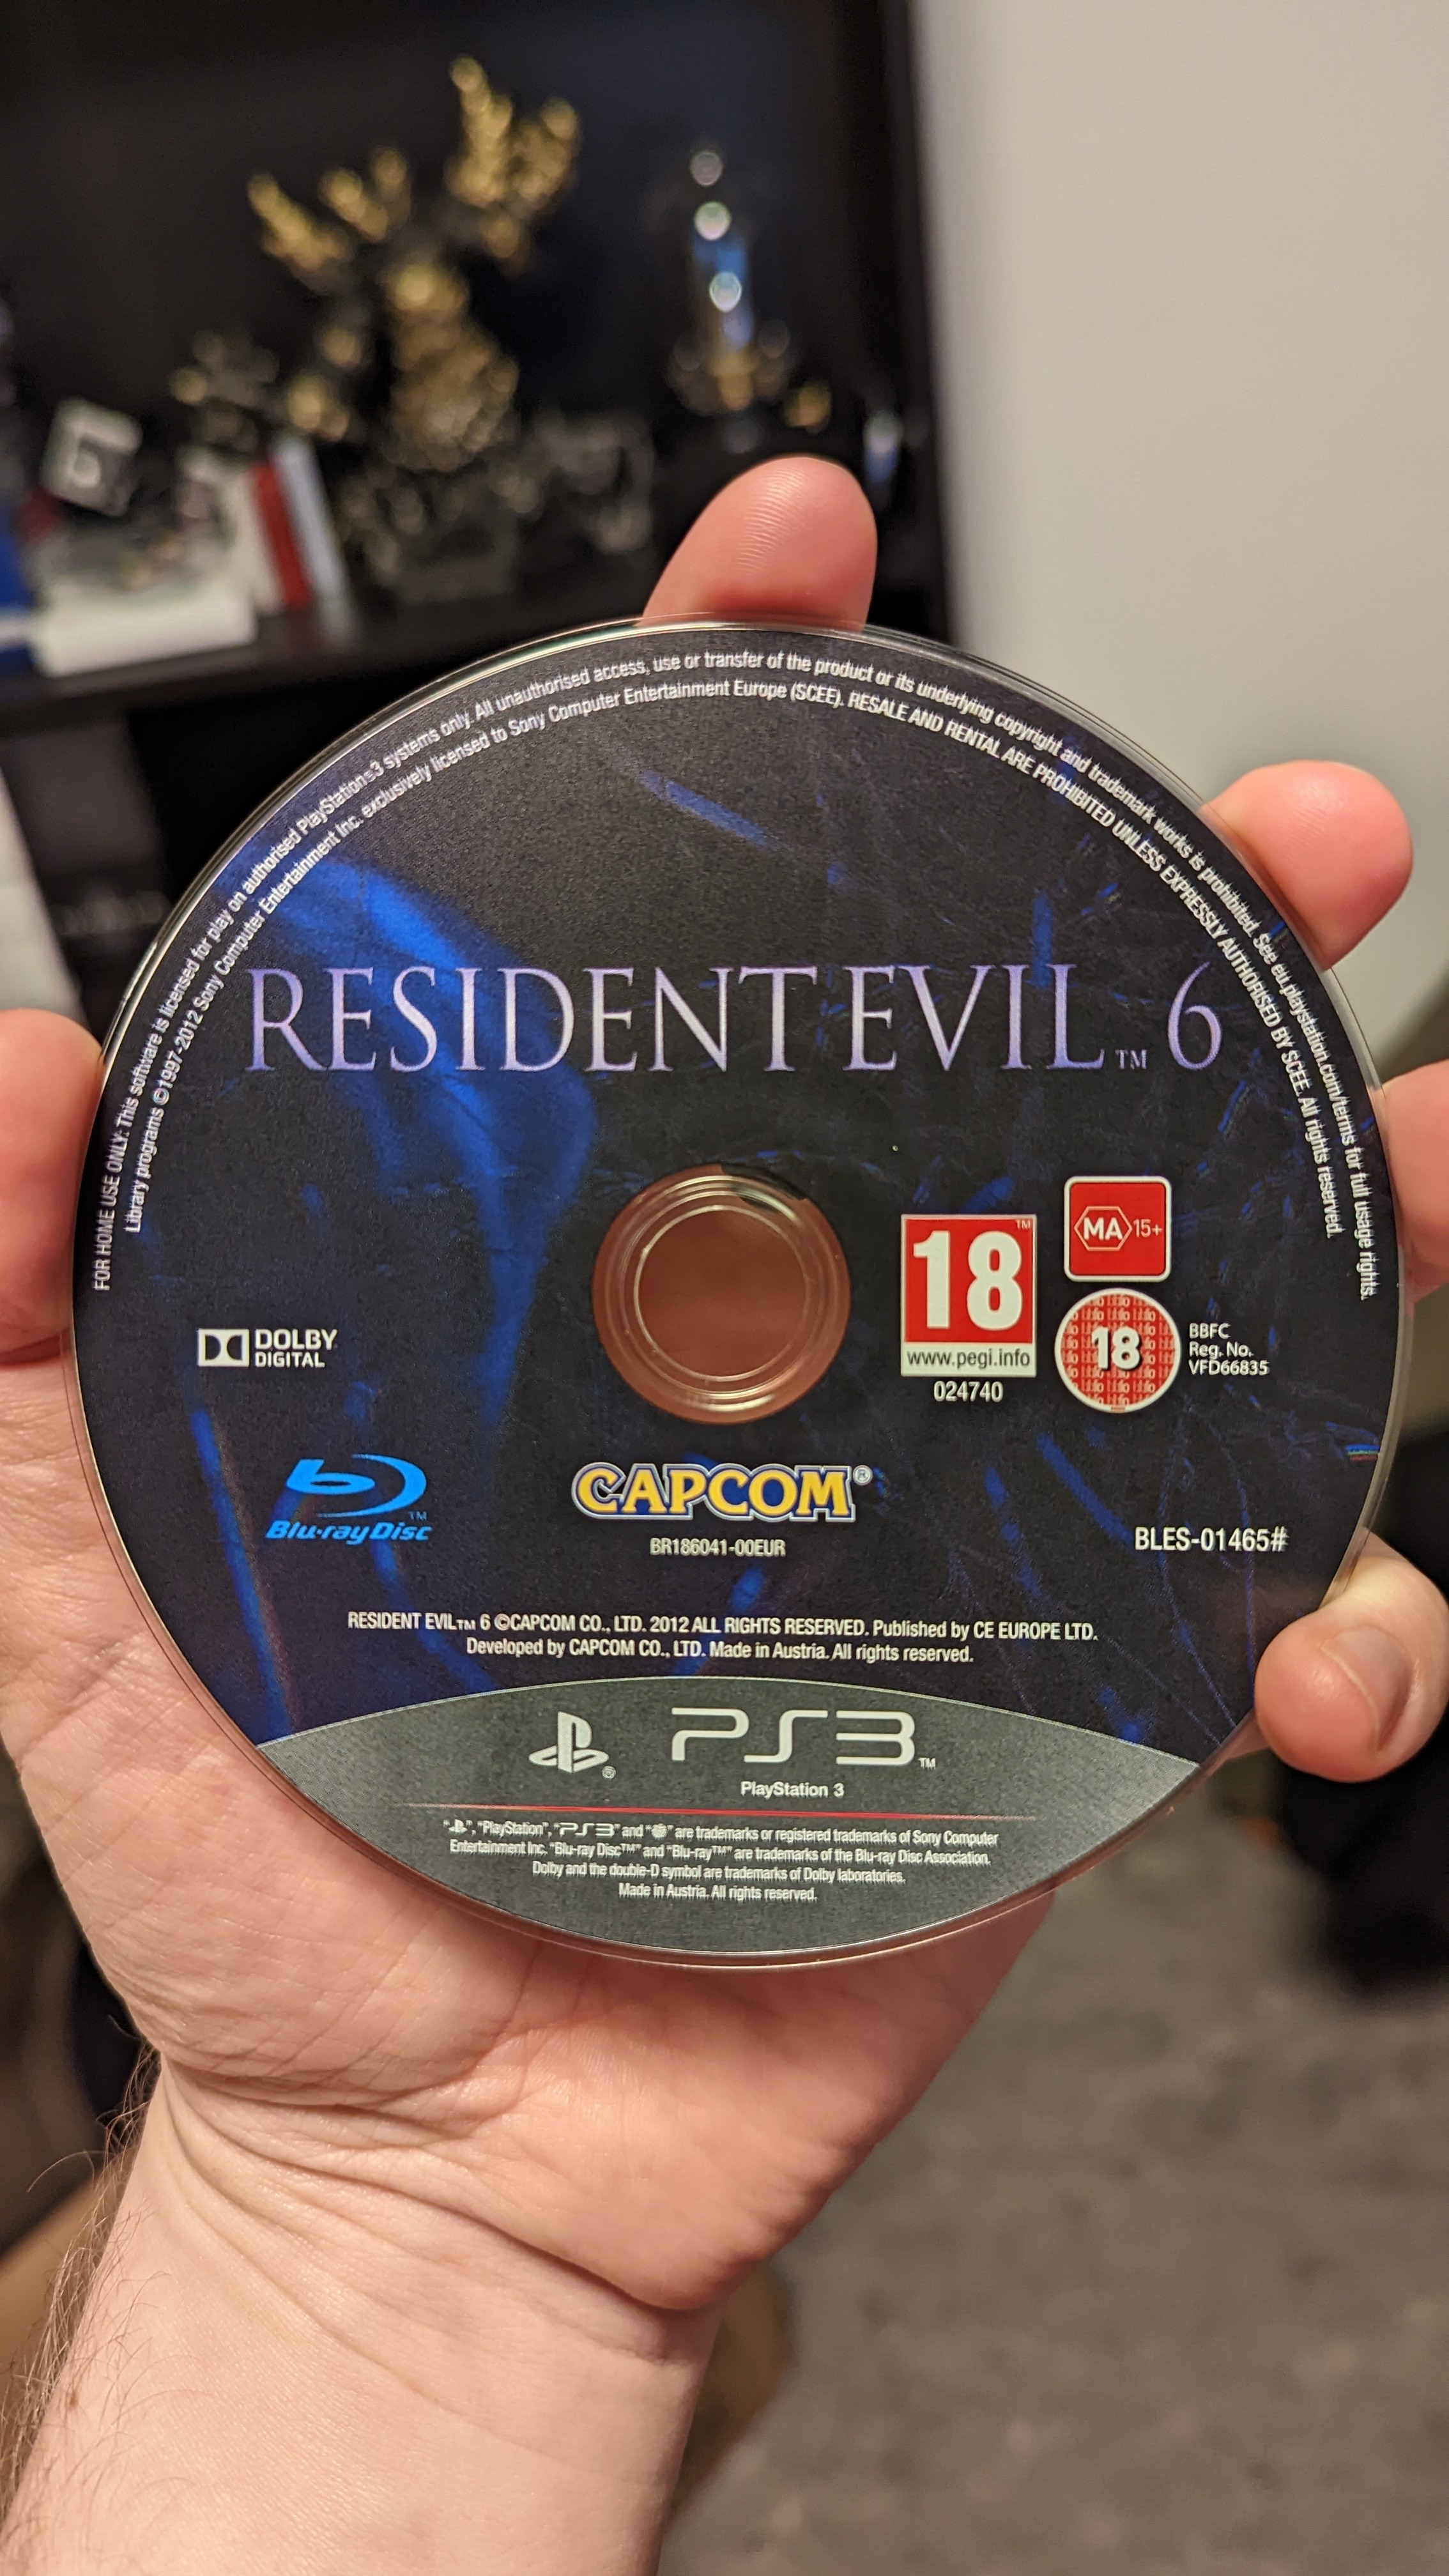 FOR HOME USE ONLY: This software is licensed for play on authorised PlayStation®3 systems only. All unauthorised access, use or transfer of the product or its underlying copyright and trademark works is prohibited. See eu.playstation.com/terms for full usage rights.
Library programs ©1997-2012 Sony Computer Entertainment Inc. exclusively licensed to Sony Computer Entertainment Europe (SCEE). RESALE AND RENTAL ARE PROHIBITED UNLESS EXPRESSLY AUTHORISED BY SCEE. All rights reserved.
RESIDENT EVIL™ 6
DOLBY
DIGITAL
18™
www.pegi.info
024740
MA 15+
18
BBFC
Reg. No.
VFD66835
Blu-ray Disc™
CAPCOM®
BR186041-00EUR
BLES-01465#
RESIDENT EVIL™ 6 ©CAPCOM CO., LTD. 2012 ALL RIGHTS RESERVED. Published by CE EUROPE LTD.
Developed by CAPCOM CO., LTD. Made in Austria. All rights reserved.
® PS3™
PlayStation 3
"", "PlayStation", "PS3" and "" are trademarks or registered trademarks of Sony Computer
Entertainment Inc. "Blu-ray Disc™" and "Blu-ray™" are trademarks of the Blu-ray Disc Association.
Dolby and the double-D symbol are trademarks of Dolby laboratories.
Made in Austria. All rights reserved.